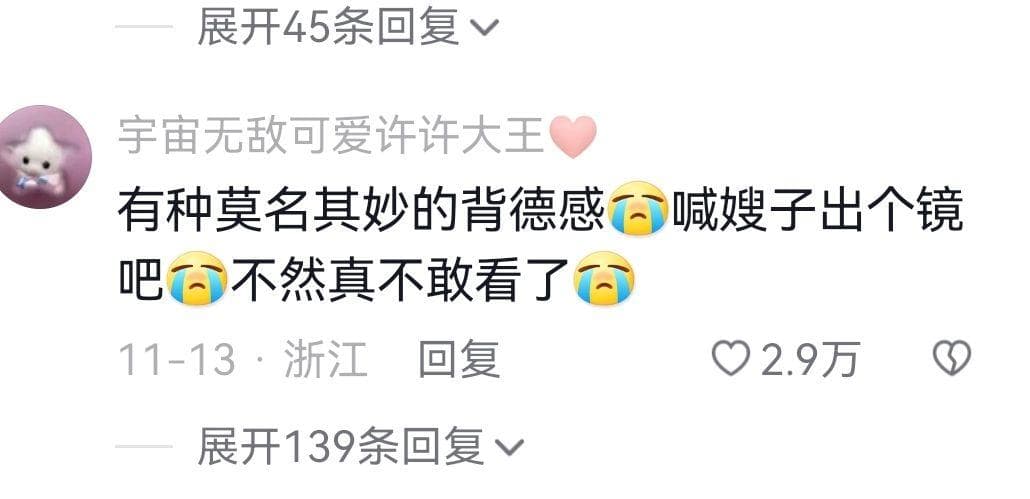 展开45条回复
宇宙无敌可爱许许大王🩷
有种莫名其妙的背德感😭喊嫂子出个镜
吧😭不然真不敢看了😭
11-13 · 浙江 回复 2.9万
展开139条回复